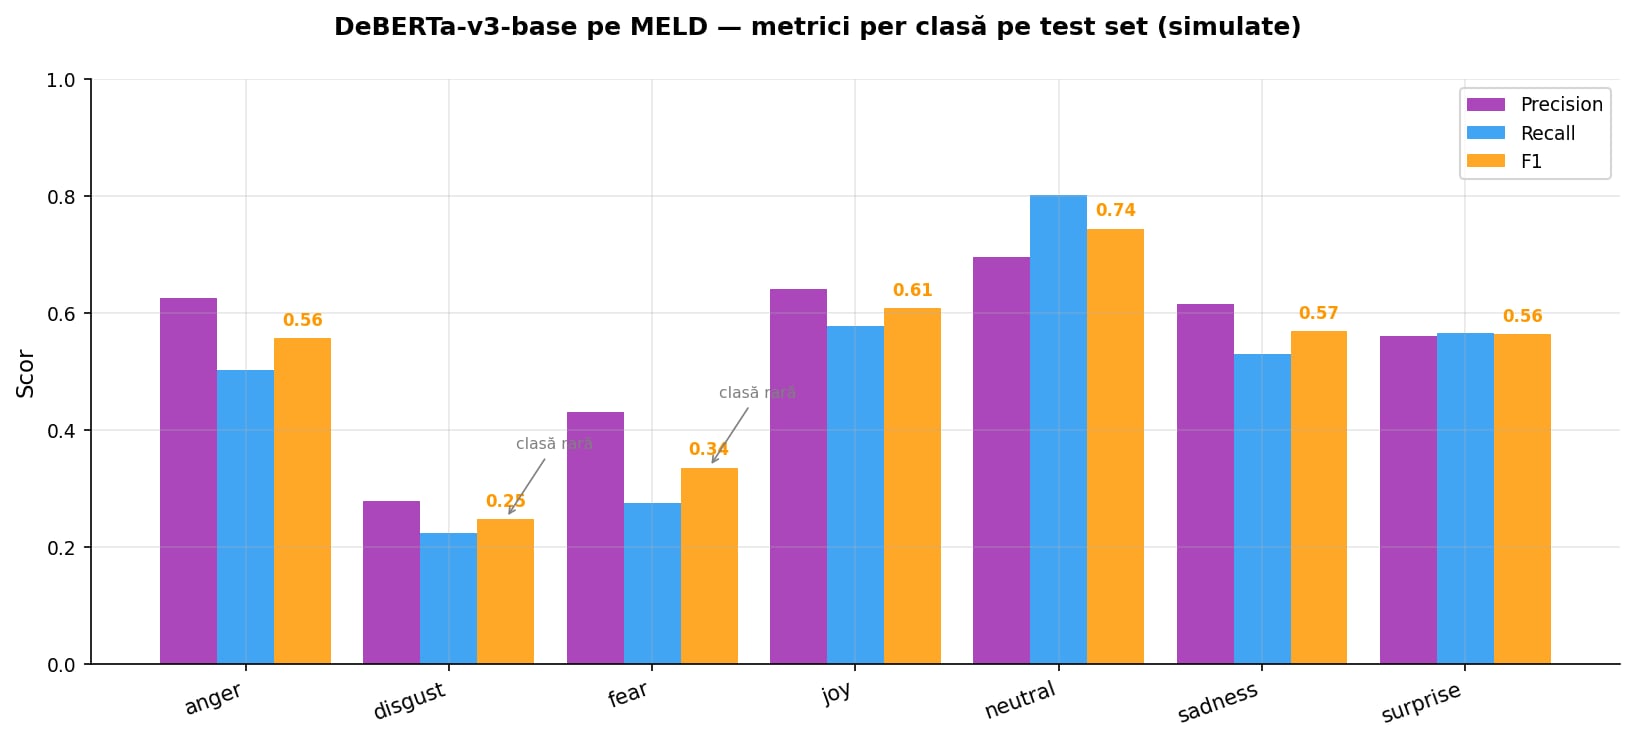 DeBERTa-v3-base pe MELD — metrici per clasă pe test set (simulate)
1.0
0.8
0.6
0.4
0.2
0.0
Scor
Precision
Recall
F1
0.56
0.25
clasă rară
0.34
clasă rară
0.61
0.74
0.57
0.56
anger
disgust
fear
joy
neutral
sadness
surprise